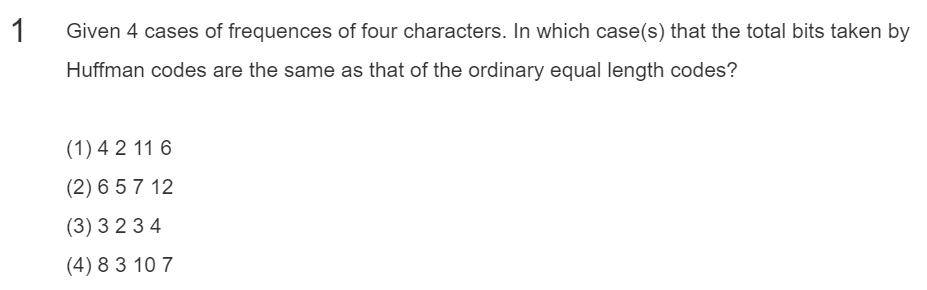 1 Given 4 cases of frequences of four characters. In which case(s) that the total bits taken by
Huffman codes are the same as that of the ordinary equal length codes?
(1) 4 2 11 6
(2) 6 5 7 12
(3) 3 2 3 4
(4) 8 3 10 7